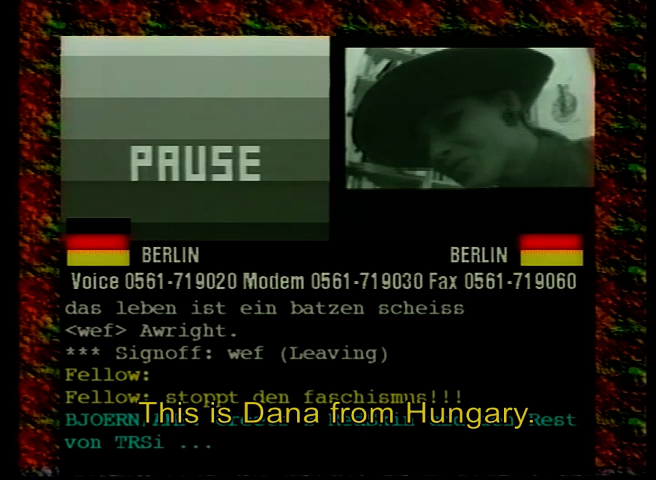 PAUSE
BERLIN BERLIN
Voice 0561-719020 Modem 0561-719030 Fax 0561-719060
das leben ist ein batzen scheiss
<wef> Awright.
*** Signoff: wef (Leaving)
Fellow:
Fellow: stoppt den faschismus!!!
This is Dana from Hungary.
BJOERN, Rest
von TRSi ...